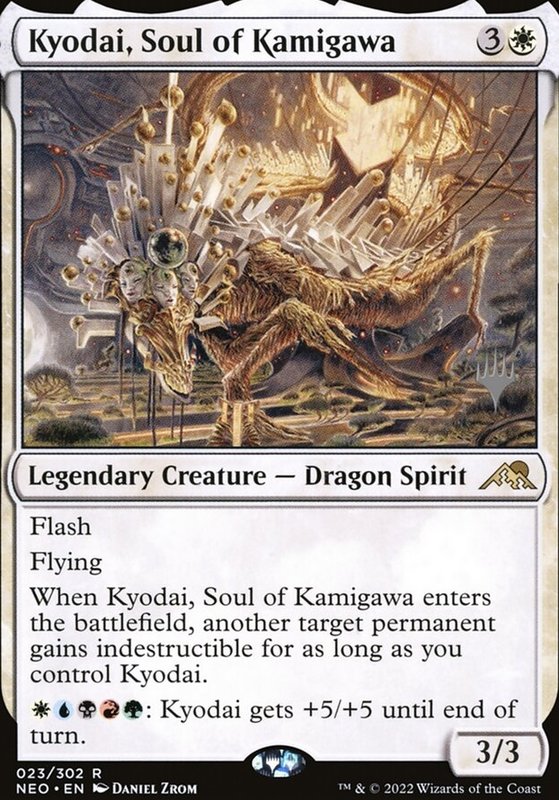 Kyodai, Soul of Kamigawa 3
Legendary Creature — Dragon Spirit
Flash
Flying
When Kyodai, Soul of Kamigawa enters
the battlefield, another target permanent
gains indestructible for as long as you
control Kyodai.
: Kyodai gets +5/+5 until end of
turn.
3/3
023/302 R
NEO • EN DANIEL ZROM
™ & © 2022 Wizards of the Coast